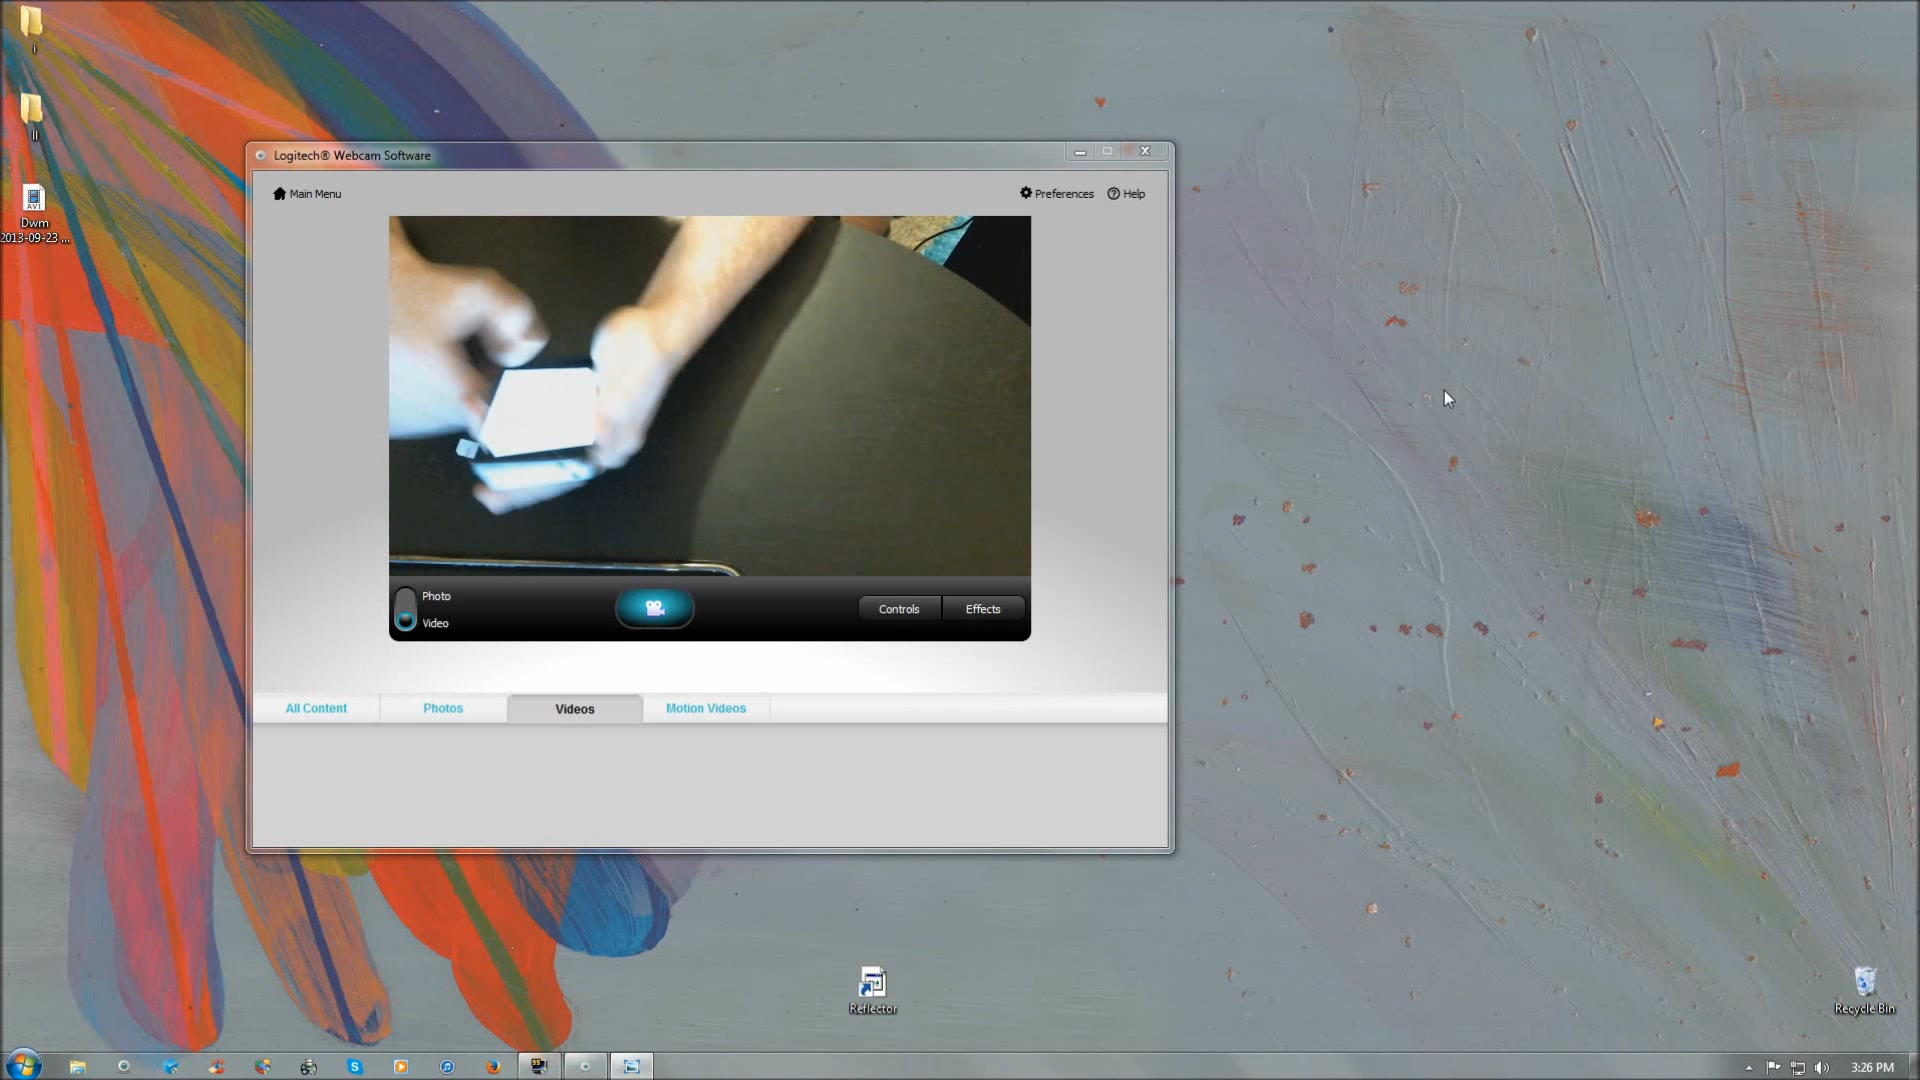 i
ll
Dwm
2013-09-23 ...
Logitech® Webcam Software
Main Menu
Preferences
Help
Photo
Video
Controls
Effects
All Content
Photos
Videos
Motion Videos
Reflector
Recycle Bin
3:26 PM